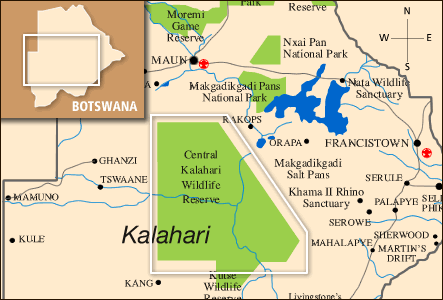 Moremi
Game
Reserve
Park
Reserve
N
W
E
S
Nxai Pan
National Park
MAUN
Makgadikgadi Pans
National Park
Nata Wildlife
Sanctuary
BOTSWANA
RAKOPS
ORAPA
FRANCISTOWN
GHANZI
Central
Kalahari
Wildlife
Reserve
Makgadikgadi
Salt Pans
TSWAANE
SERULE
MAMUNO
Khama II Rhino
Sanctuary
PALAPYE
SEROWE
KULE
Kalahari
MAHALAPYE
SHERWOOD
MARTIN'S
DRIFT
KANG
Kutse
Wildlife
Reserve
Livingstone's